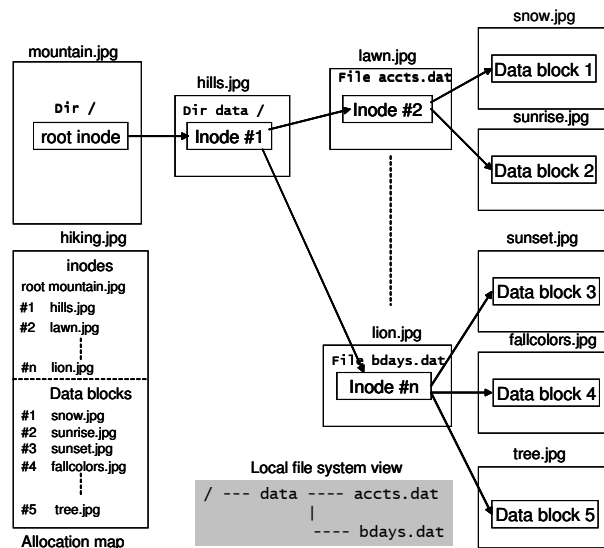 mountain.jpg
Dir /
root inode
hills.jpg
Dir data /
Inode #1
lawn.jpg
File accts.dat
Inode #2
snow.jpg
Data block 1
sunrise.jpg
Data block 2
hiking.jpg
inodes
root mountain.jpg
#1 hills.jpg
#2 lawn.jpg
#n lion.jpg
Data blocks
#1 snow.jpg
#2 sunrise.jpg
#3 sunset.jpg
#4 fallcolors.jpg
#5 tree.jpg
Allocation map
lion.jpg
File bdays.dat
Inode #n
sunset.jpg
Data block 3
fallcolors.jpg
Data block 4
tree.jpg
Data block 5
Local file system view
/ --- data ---- accts.dat
|
---- bdays.dat